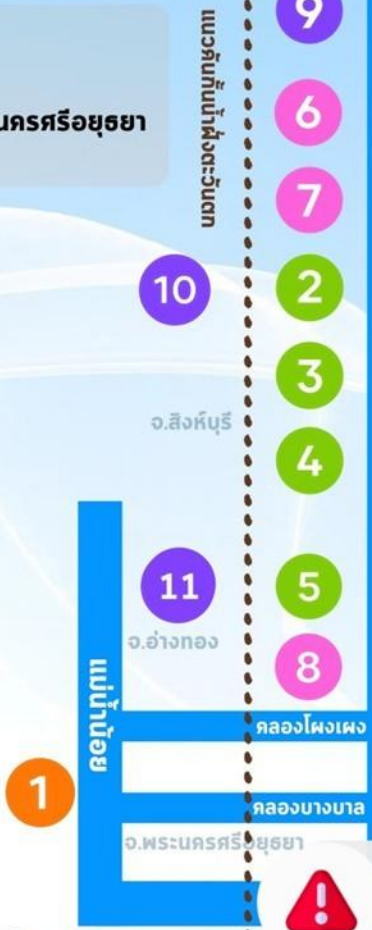 9
แนวคันกั้นน้ำฝั่งตะวันตก
6
นครศรีอยุธยา
7
10
2
3
จ.สิงห์บุรี
4
11
5
จ.อ่างทอง
8
แม่น้ำน้อย
คลองโผงเผง
1
คลองบางบาล
จ.พระนครศรีอยุธยา
!